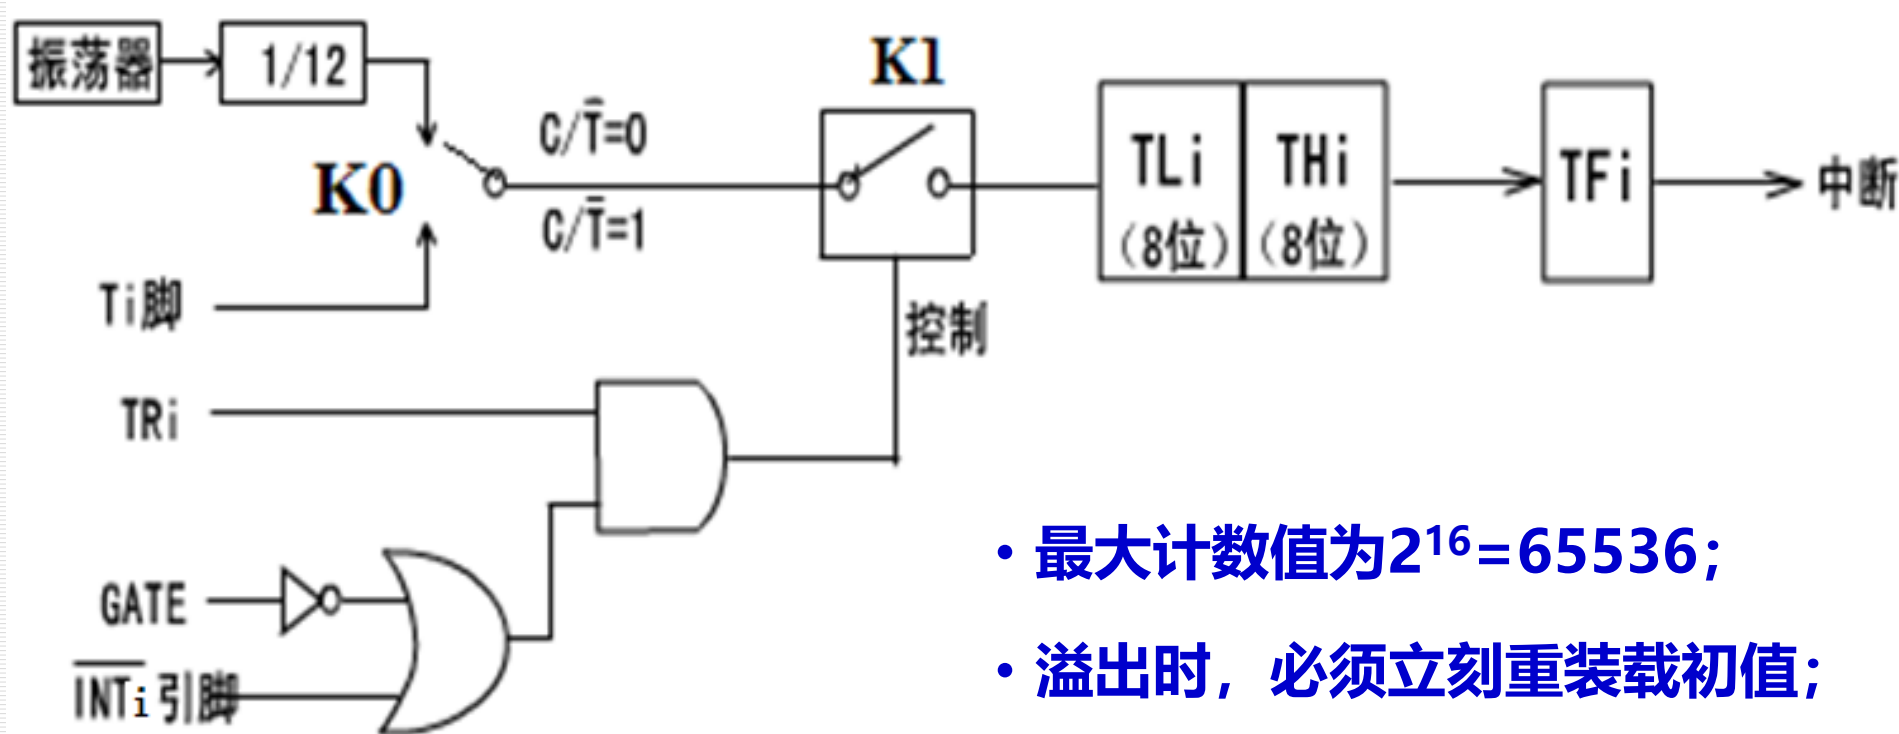 振荡器
1/12
K1
C/T̅=0
K0
C/T̅=1
TLi
(8位)
THi
(8位)
TFi
中断
Ti脚
控制
TRi
GATE
I̅N̅T̅i引脚
• 最大计数值为2¹⁶=65536；
• 溢出时，必须立刻重装载初值；